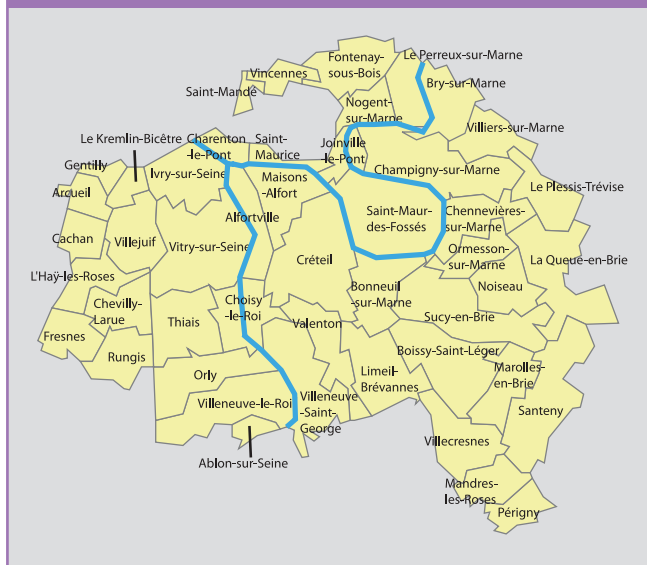 Le Perreux-sur-Marne
Fontenay-
sous-Bois
Vincennes
Bry-sur-Marne
Saint-Mandé
Nogent-
sur-Marne
Villiers-sur-Marne
Le Kremlin-Bicêtre
Charenton
-le-Pont
Saint-
Maurice
Joinville
-le-Pont
Gentilly
Ivry-sur-Seine
Maisons
-Alfort
Champigny-sur-Marne
Arcueil
Le Plessis-Trévise
Alfortville
Saint-Maur-
des-Fossés
Chennevières
-sur-Marne
Cachan
Villejuif
Vitry-sur-Seine
Créteil
Ormesson-
sur-Marne
La Queue-en-Brie
L'Haÿ-les-Roses
Bonneuil
-sur-Marne
Noiseau
Chevilly-
Larue
Choisy
-le-Roi
Thiais
Valenton
Sucy-en-Brie
Fresnes
Rungis
Boissy-Saint-Léger
Limeil-
Brévannes
Marolles-
en-Brie
Orly
Villeneuve-le-Roi
Villeneuve
-Saint-
George
Santeny
Villecresnes
Ablon-sur-Seine
Mandres-
les-Roses
Périgny